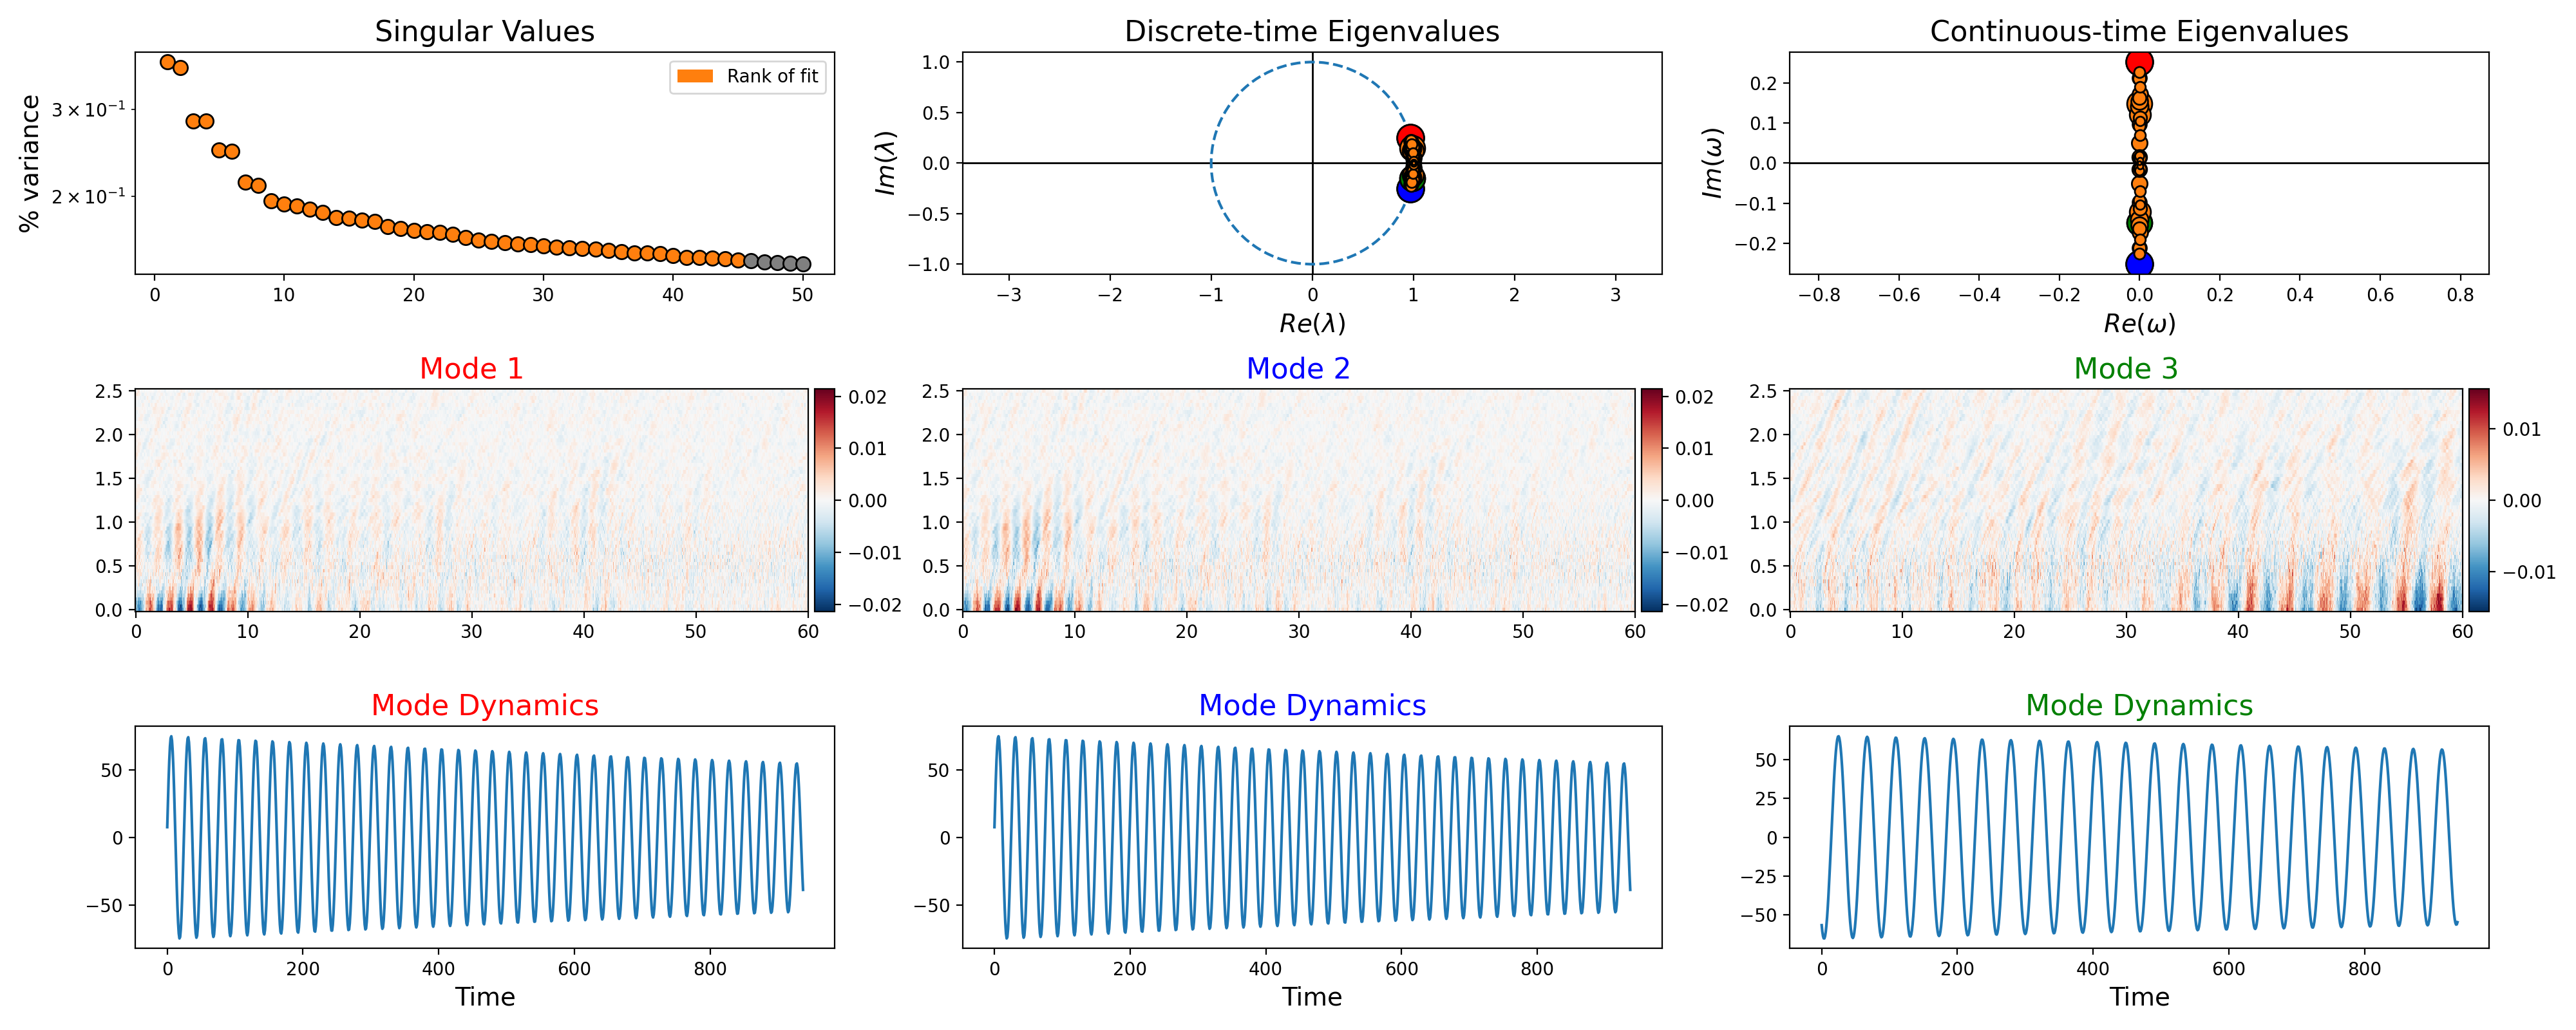 Singular Values
Discrete-time Eigenvalues
Continuous-time Eigenvalues
% variance
3 × 10⁻¹
2 × 10⁻¹
Rank of fit
0 10 20 30 40 50
Im(λ)
1.0
0.5
0.0
−0.5
−1.0
−3 −2 −1 0 1 2 3
Re(λ)
Im(ω)
0.2
0.1
0.0
−0.1
−0.2
−0.8 −0.6 −0.4 −0.2 0.0 0.2 0.4 0.6 0.8
Re(ω)
Mode 1
2.5
2.0
1.5
1.0
0.5
0.0
0 10 20 30 40 50 60
0.02
0.01
0.00
−0.01
−0.02
Mode 2
2.5
2.0
1.5
1.0
0.5
0.0
0 10 20 30 40 50 60
0.02
0.01
0.00
−0.01
−0.02
Mode 3
2.5
2.0
1.5
1.0
0.5
0.0
0 10 20 30 40 50 60
0.01
0.00
−0.01
Mode Dynamics
50
0
−50
0 200 400 600 800
Time
Mode Dynamics
50
0
−50
0 200 400 600 800
Time
Mode Dynamics
50
25
0
−25
−50
0 200 400 600 800
Time